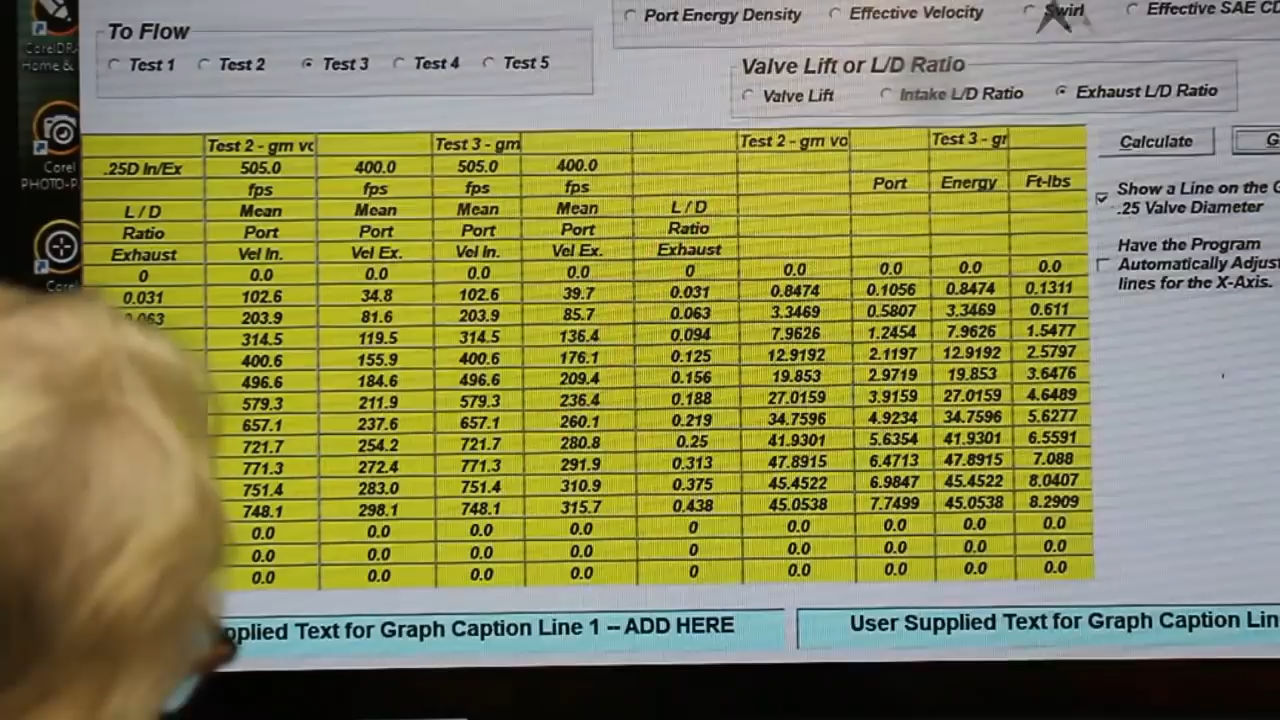 CorelDR
Home &
Corel
PHOTO-P
Corel
Port Energy Density Effective Velocity Swirl Effective SAE CD
To Flow
Test 1 Test 2 Test 3 Test 4 Test 5
Valve Lift or L/D Ratio
Valve Lift Intake L/D Ratio Exhaust L/D Ratio
Calculate G
Show a Line on the G
.25 Valve Diameter
Have the Program
Automatically Adjust
lines for the X-Axis.
Test 2 - gm vo Test 3 - gm Test 2 - gm vo Test 3 - gr
.25D In/Ex 505.0 400.0 505.0 400.0
fps fps fps fps Port Energy Ft-lbs
L / D Mean Mean Mean Mean L / D
Ratio Port Port Port Port Ratio
Exhaust Vel In. Vel Ex. Vel In. Vel Ex. Exhaust
0 0.0 0.0 0.0 0.0 0 0.0 0.0 0.0 0.0
0.031 102.6 34.8 102.6 39.7 0.031 0.8474 0.1056 0.8474 0.1311
0.063 203.9 81.6 203.9 85.7 0.063 3.3469 0.5807 3.3469 0.611
314.5 119.5 314.5 136.4 0.094 7.9626 1.2454 7.9626 1.5477
400.6 155.9 400.6 176.1 0.125 12.9192 2.1197 12.9192 2.5797
496.6 184.6 496.6 209.4 0.156 19.853 2.9719 19.853 3.6476
579.3 211.9 579.3 236.4 0.188 27.0159 3.9159 27.0159 4.6489
657.1 237.6 657.1 260.1 0.219 34.7596 4.9234 34.7596 5.6277
721.7 254.2 721.7 280.8 0.25 41.9301 5.6354 41.9301 6.5591
771.3 272.4 771.3 291.9 0.313 47.8915 6.4713 47.8915 7.088
751.4 283.0 751.4 310.9 0.375 45.4522 6.9847 45.4522 8.0407
748.1 298.1 748.1 315.7 0.438 45.0538 7.7499 45.0538 8.2909
0.0 0.0 0.0 0.0 0 0.0 0.0 0.0 0.0
0.0 0.0 0.0 0.0 0 0.0 0.0 0.0 0.0
0.0 0.0 0.0 0.0 0 0.0 0.0 0.0 0.0
pplied Text for Graph Caption Line 1 – ADD HERE
User Supplied Text for Graph Caption Lin